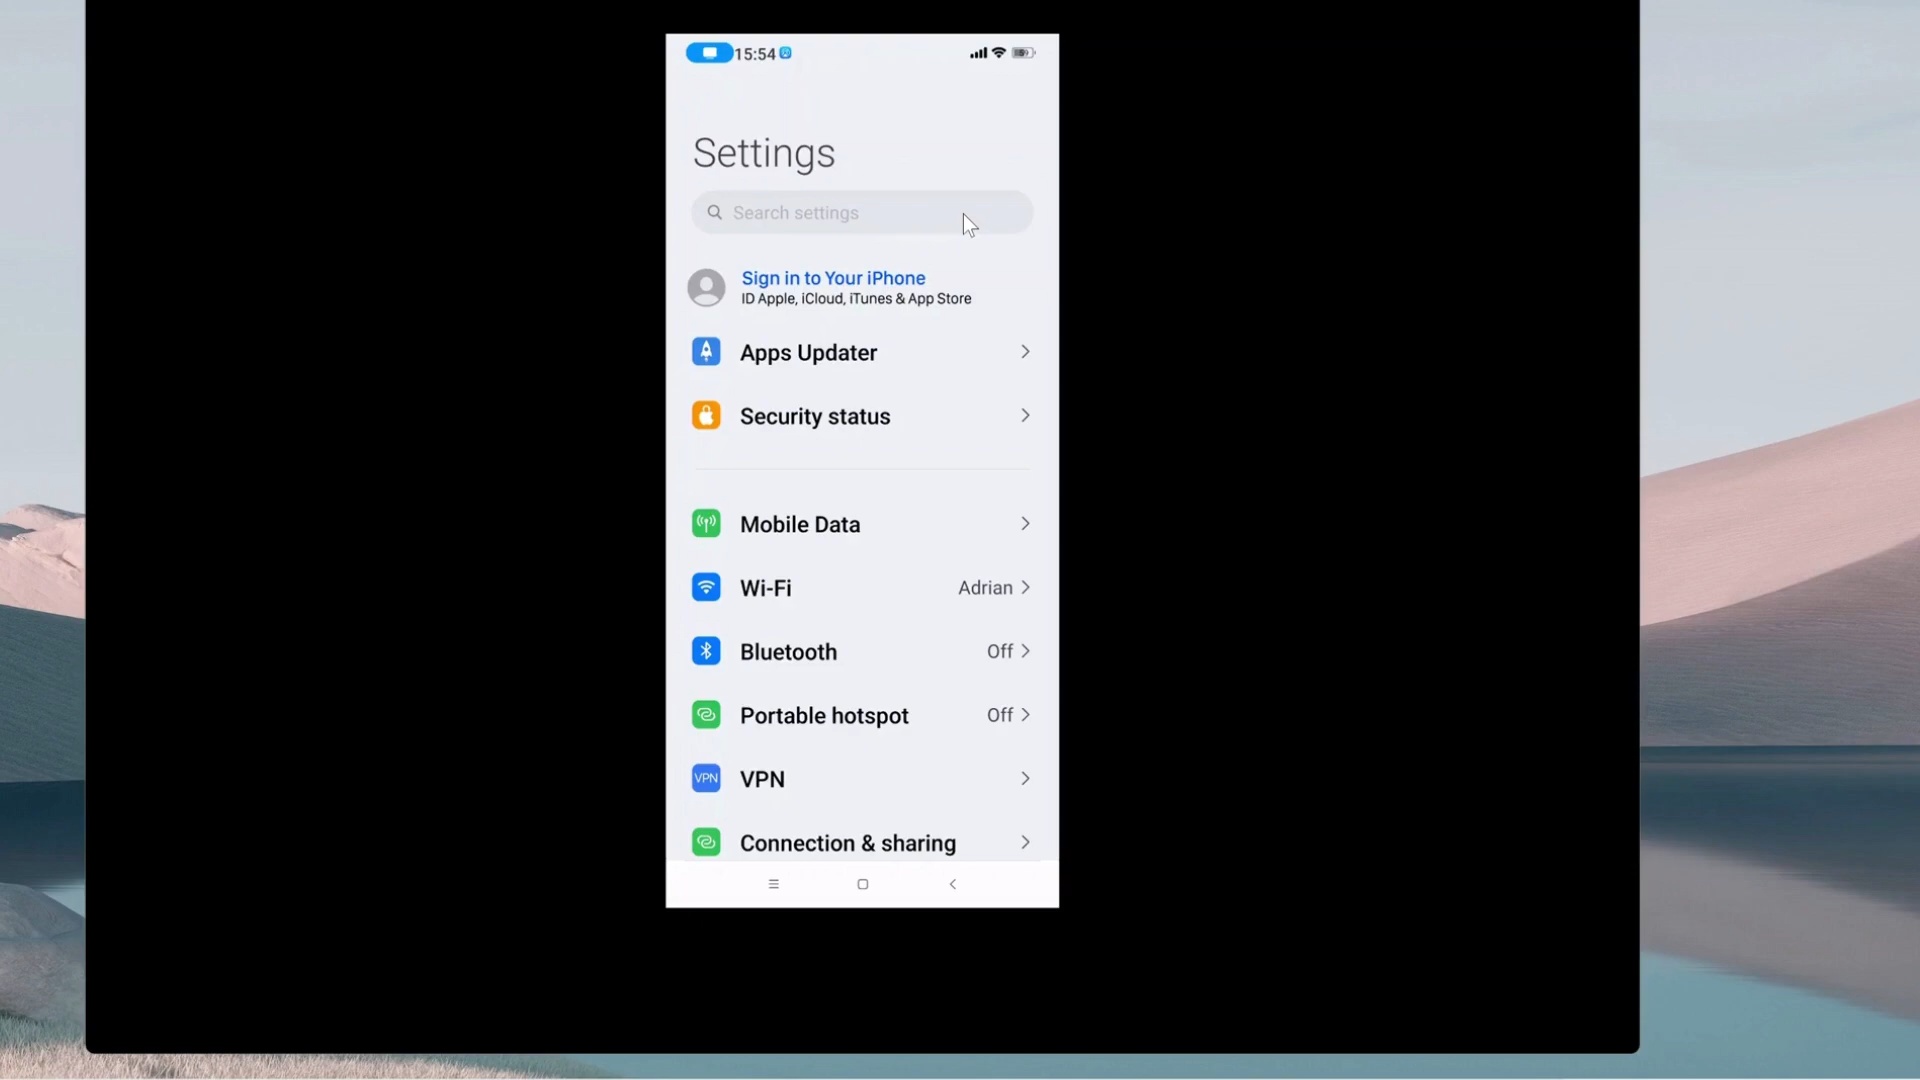 15:54
Settings
Search settings
Sign in to Your iPhone
ID Apple, iCloud, iTunes & App Store
Apps Updater
Security status
Mobile Data
Wi-Fi Adrian
Bluetooth Off
Portable hotspot Off
VPN VPN
Connection & sharing